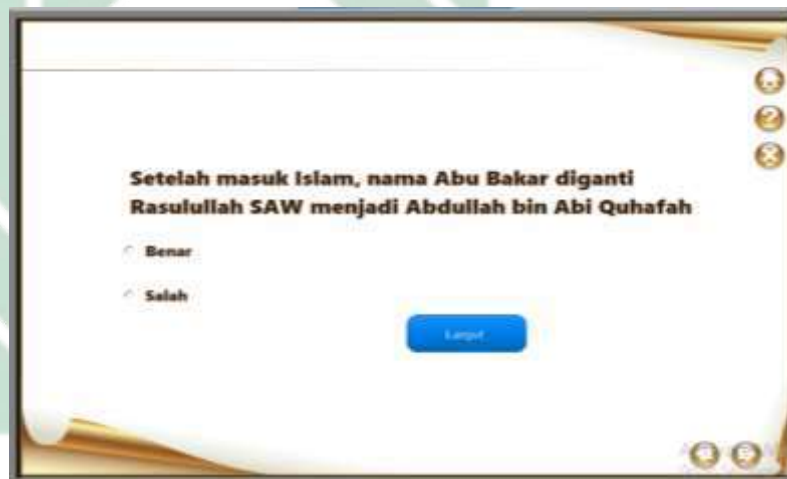 Setelah masuk Islam, nama Abu Bakar diganti
Rasulullah SAW menjadi Abdullah bin Abi Quhafah
Benar
Salah
Lanjut